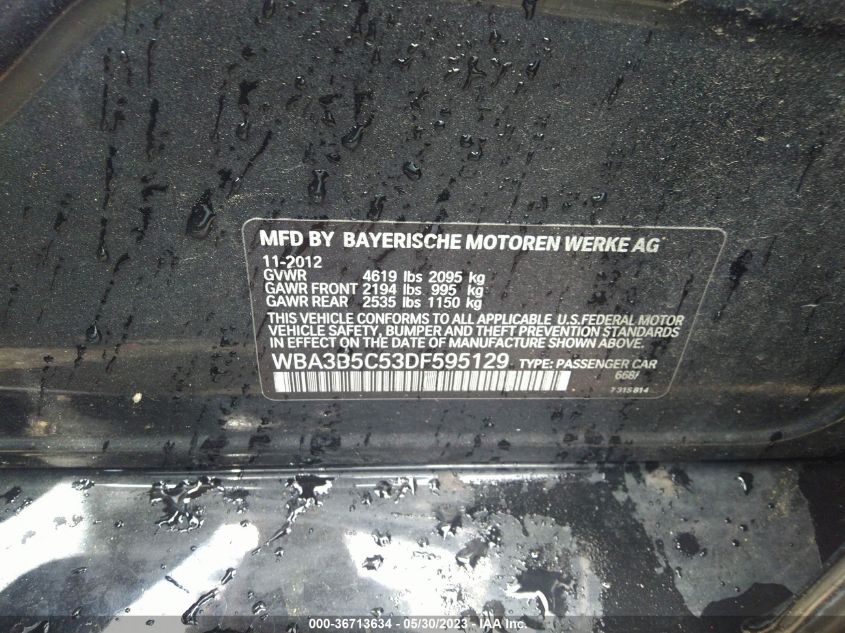 MFD BY BAYERISCHE MOTOREN WERKE AG
11-2012
GVWR 4619 lbs 2095 kg
GAWR FRONT 2194 lbs 995 kg
GAWR REAR 2535 lbs 1150 kg
THIS VEHICLE CONFORMS TO ALL APPLICABLE U.S.FEDERAL MOTOR
VEHICLE SAFETY, BUMPER AND THEFT PREVENTION STANDARDS
IN EFFECT ON THE DATE OF MANUFACTURE SHOWN ABOVE.
WBA3B5C53DF595129 TYPE: PASSENGER CAR
668/
7 315 814
000-36713634 - 05/30/2023 - IAA Inc.